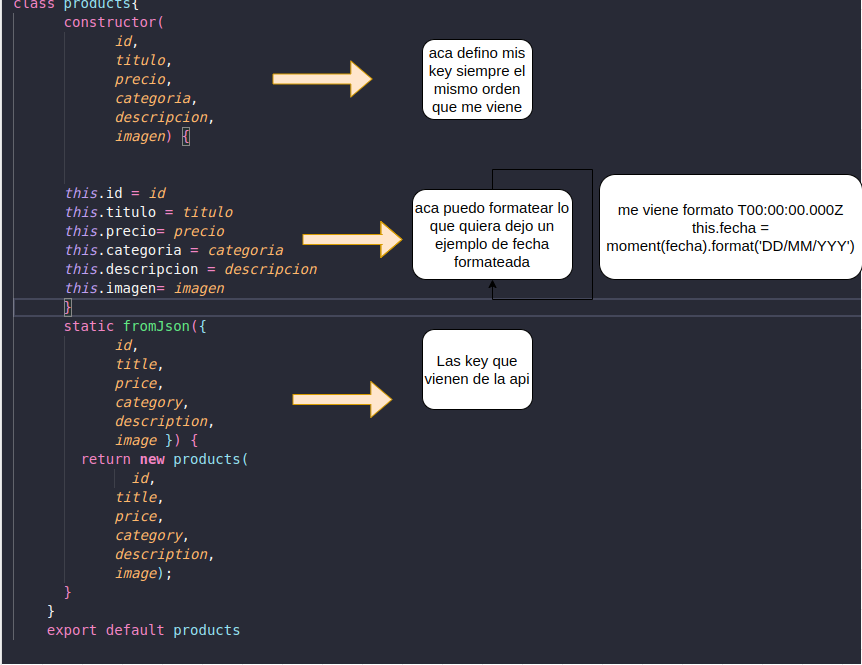 class products{
constructor(
id,
titulo,
precio,
categoria,
descripcion,
imagen) {
aca defino mis
key siempre el
mismo orden
que me viene
this.id = id
this.titulo = titulo
this.precio= precio
this.categoria = categoria
this.descripcion = descripcion
this.imagen= imagen
}
aca puedo formatear lo
que quiera dejo un
ejemplo de fecha
formateada
me viene formato T00:00:00.000Z
this.fecha =
moment(fecha).format('DD/MM/YYY')
static fromJson({
id,
title,
price,
category,
description,
image }) {
Las key que
vienen de la api
return new products(
id,
title,
price,
category,
description,
image);
}
}
export default products